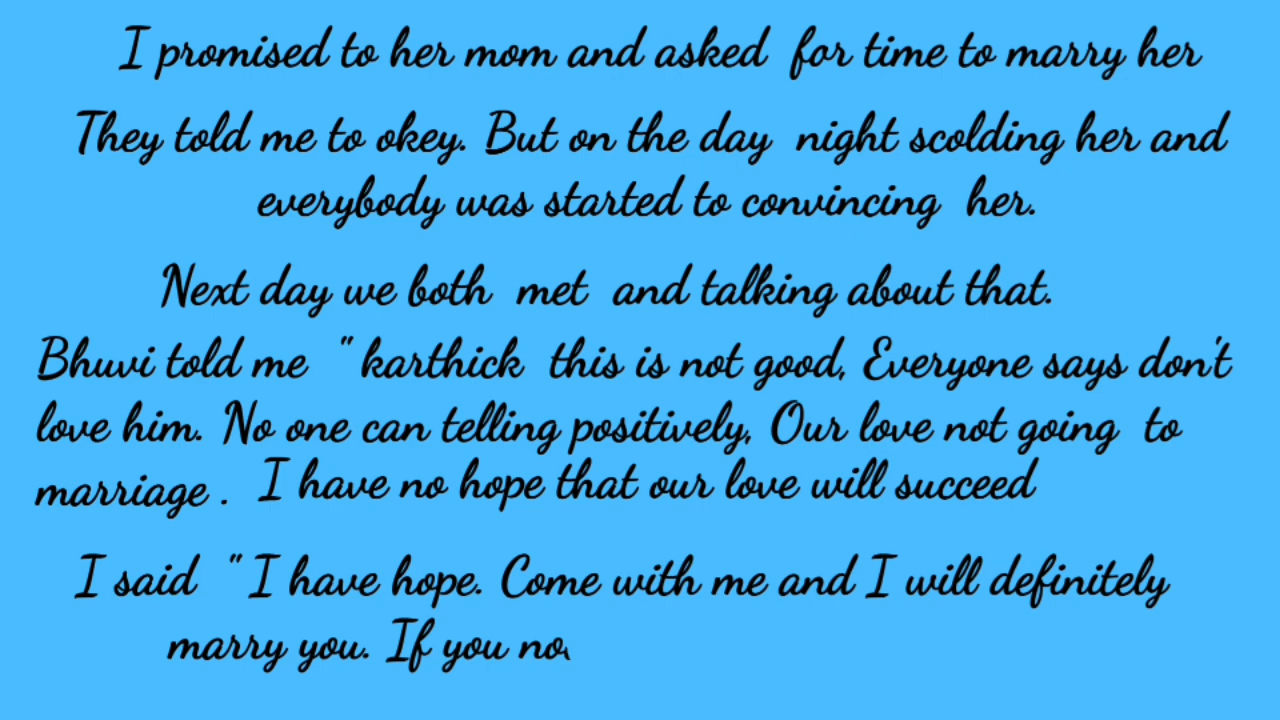 I promised to her mom and asked for time to marry her
They told me to okey. But on the day night scolding her and
everybody was started to convincing her.
Next day we both met and talking about that.
Bhuvi told me " karthick this is not good, Everyone says don't
love him. No one can telling positively, Our love not going to
marriage . I have no hope that our love will succeed
I said " I have hope. Come with me and I will definitely
marry you. If you